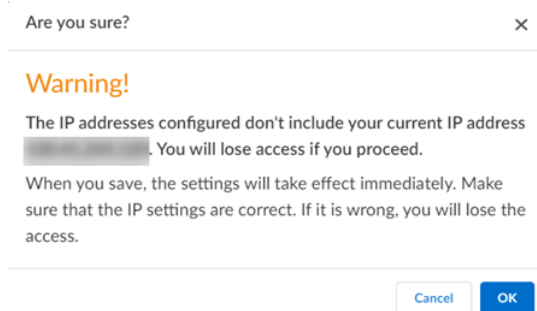 Are you sure?
Warning!
The IP addresses configured don't include your current IP address
. You will lose access if you proceed.
When you save, the settings will take effect immediately. Make
sure that the IP settings are correct. If it is wrong, you will lose the
access.
Cancel OK